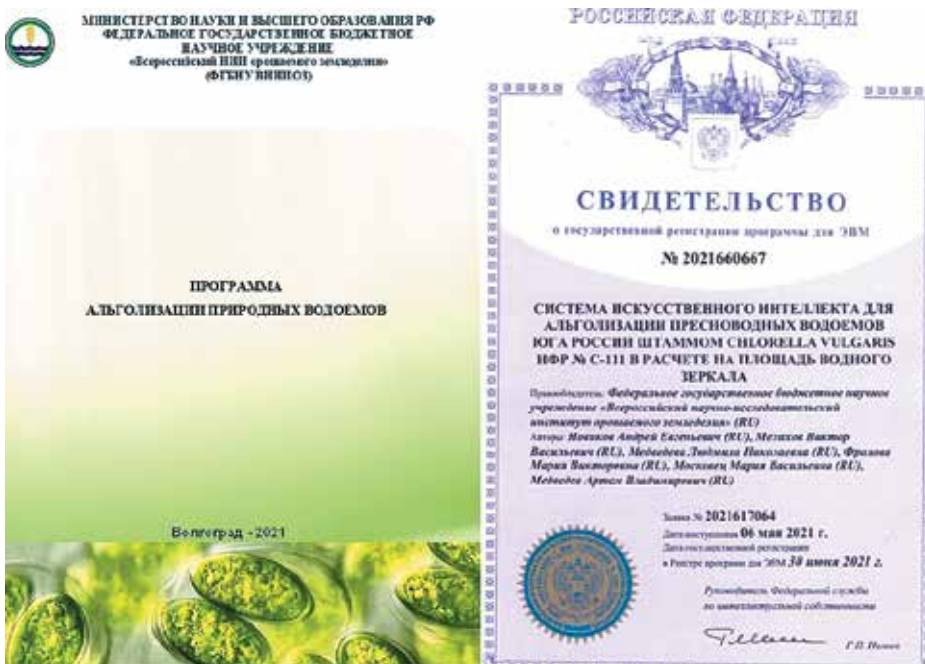 МИНИСТЕРСТВО НАУКИ И ВЫСШЕГО ОБРАЗОВАНИЯ РФ
ФЕДЕРАЛЬНОЕ ГОСУДАРСТВЕННОЕ БЮДЖЕТНОЕ
НАУЧНОЕ УЧРЕЖДЕНИЕ
«Всероссийский НИИ орошаемого земледелия»
(ФГБНУ ВНИИОЗ)
ПРОГРАММА
АЛЬГОЛИЗАЦИИ ПРИРОДНЫХ ВОДОЕМОВ
Волгоград - 2021
РОССИЙСКАЯ ФЕДЕРАЦИЯ
СВИДЕТЕЛЬСТВО
о государственной регистрации программы для ЭВМ
№ 2021660667
СИСТЕМА ИСКУССТВЕННОГО ИНТЕЛЛЕКТА ДЛЯ
АЛЬГОЛИЗАЦИИ ПРЕСНОВОДНЫХ ВОДОЕМОВ
ЮГА РОССИИ ШТАММОМ CHLORELLA VULGARIS
ИФР № С-111 В РАСЧЕТЕ НА ПЛОЩАДЬ ВОДНОГО
ЗЕРКАЛА
Правообладатель: Федеральное государственное бюджетное научное
учреждение «Всероссийский научно-исследовательский
институт орошаемого земледелия» (RU)
Авторы: Новиков Андрей Евгеньевич (RU), Мелихов Виктор
Васильевич (RU), Медведева Людмила Николаевна (RU), Фролова
Мария Викторовна (RU), Московец Мария Васильевна (RU),
Медведев Артем Владимирович (RU)
Заявка № 2021617064
Дата поступления 06 мая 2021 г.
Дата государственной регистрации
в Реестре программ для ЭВМ 30 июня 2021 г.
Руководитель Федеральной службы
по интеллектуальной собственности
Г.П. Ивлиев